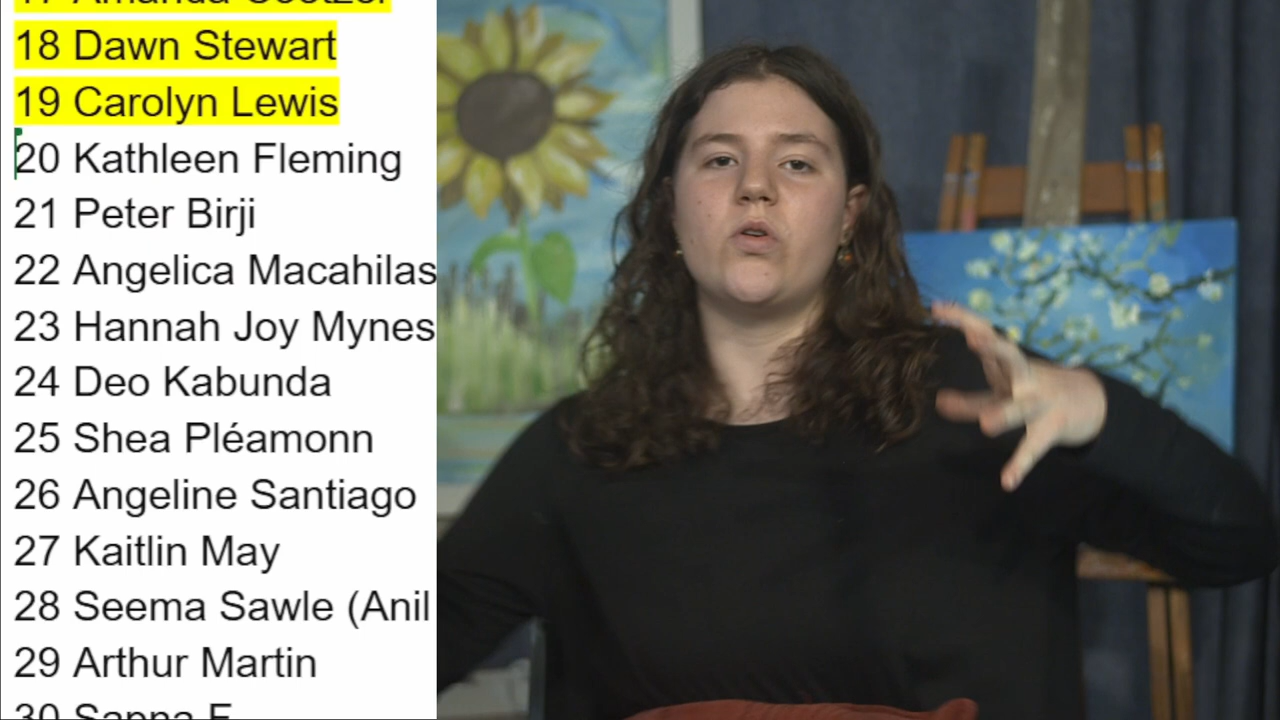 18 Dawn Stewart
19 Carolyn Lewis
20 Kathleen Fleming
21 Peter Birji
22 Angelica Macahilas
23 Hannah Joy Mynes
24 Deo Kabunda
25 Shea Pléamonn
26 Angeline Santiago
27 Kaitlin May
28 Seema Sawle (Anil
29 Arthur Martin